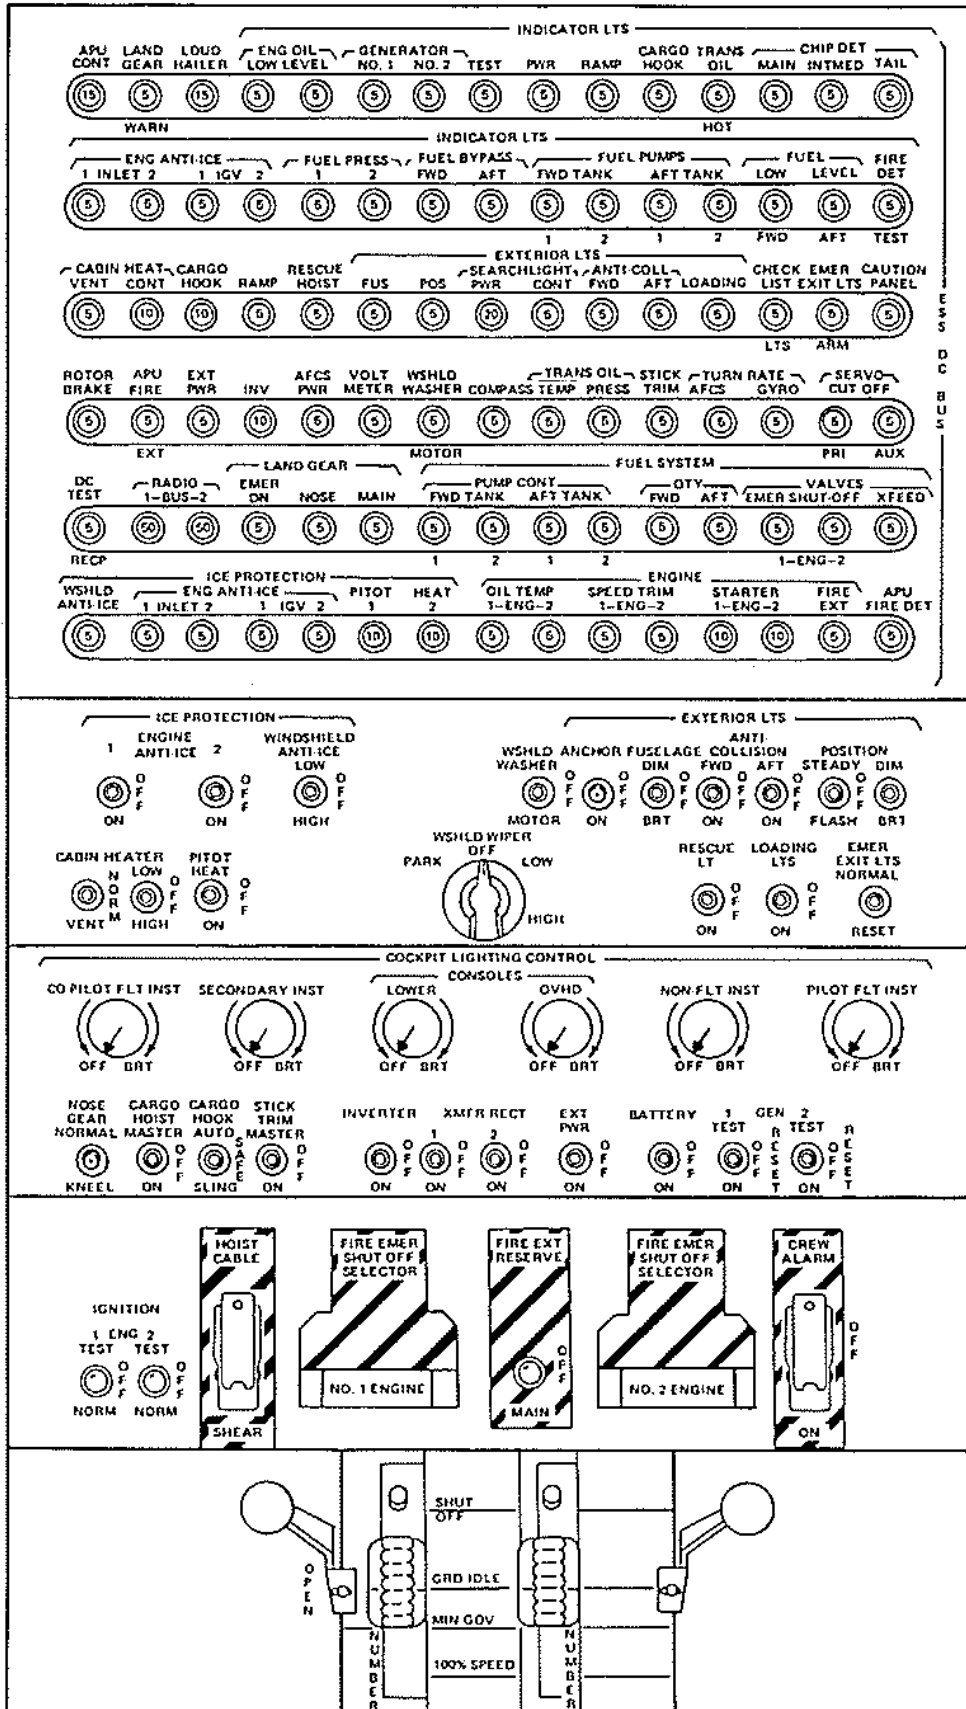 INDICATOR LTS
APU LAND LOUD ENG OIL GENERATOR CARGO TRANS CHIP DET
CONT GEAR HAILER LOW LEVEL NO. 1 NO. 2 TEST PWR RAMP HOOK OIL MAIN INTMED TAIL
15 5 15 5 5 5 5 5 5 5 5 5 5 5 5
WARN HOT
INDICATOR LTS
ENG ANTI-ICE FUEL PRESS FUEL BYPASS FUEL PUMPS FUEL FIRE
1 INLET 2 1 IGV 2 1 2 FWD AFT FWD TANK AFT TANK LOW LEVEL DET
5 5 5 5 5 5 5 5 5 5 5 5 5 5 5
1 2 1 2 FWD AFT TEST
EXTERIOR LTS
CABIN HEAT CARGO RESCUE SEARCHLIGHT ANTI-COLL CHECK EMER CAUTION
VENT CONT HOOK RAMP HOIST FUS POS PWR CONT FWD AFT LOADING LIST EXIT LTS PANEL
5 10 10 5 5 5 5 20 5 5 5 5 5 5 5
LTS ARM
ESS DC BUS
ROTOR APU EXT AFCS VOLT WSHLD TRANS OIL STICK TURN RATE SERVO
BRAKE FIRE PWR INV PWR METER WASHER COMPASS TEMP PRESS TRIM AFCS GYRO CUT OFF
5 5 5 10 5 5 5 5 5 5 5 5 5 5 5
EXT MOTOR PRI AUX
LAND GEAR FUEL SYSTEM
DC RADIO EMER PUMP CONT QTY VALVES
TEST 1-BUS-2 ON NOSE MAIN FWD TANK AFT TANK FWD AFT EMER SHUT-OFF XFEED
5 50 50 5 5 5 5 5 5 5 5 5 5 5 5
RECP 1 2 1 2 1-ENG-2
ICE PROTECTION ENGINE
WSHLD ENG ANTI-ICE PITOT HEAT OIL TEMP SPEED TRIM STARTER FIRE APU
ANTI-ICE 1 INLET 2 1 IGV 2 1 2 1-ENG-2 1-ENG-2 1-ENG-2 EXT FIRE DET
5 5 5 5 5 10 10 5 5 5 5 10 10 5 5
ICE PROTECTION EXTERIOR LTS
ENGINE WINDSHIELD ANTI-
1 ANTI-ICE 2 ANTI-ICE WSHLD ANCHOR FUSELAGE COLLISION POSITION
LOW WASHER DIM FWD AFT STEADY DIM
OFF OFF OFF OFF OFF OFF OFF OFF OFF
ON ON HIGH MOTOR ON BRT ON ON FLASH BRT
WSHLD WIPER
PARK OFF LOW
HIGH
CABIN HEATER PITOT RESCUE LOADING EMER
LOW HEAT LT LTS EXIT LTS
NORMAL
NORM OFF OFF OFF OFF
VENT HIGH ON ON ON RESET
COCKPIT LIGHTING CONTROL
CONSOLES
CO PILOT FLT INST SECONDARY INST LOWER OVHD NON-FLT INST PILOT FLT INST
OFF BRT OFF BRT OFF BRT OFF BRT OFF BRT OFF BRT
NOSE CARGO CARGO STICK
GEAR HOIST HOOK TRIM INVERTER XMFR RECT EXT BATTERY 1 GEN 2
NORMAL MASTER AUTO MASTER 1 2 PWR TEST TEST
OFF SAFE OFF OFF OFF OFF OFF OFF OFF RESET OFF RESET
KNEEL ON SLING ON ON ON ON ON ON ON ON
HOIST CABLE
FIRE EMER
SHUT OFF
SELECTOR
FIRE EXT
RESERVE
FIRE EMER
SHUT OFF
SELECTOR
CREW
ALARM
IGNITION
1 ENG 2
TEST TEST
OFF OFF
NORM NORM
SHEAR
NO. 1 ENGINE
OFF
MAIN
NO. 2 ENGINE
OFF
ON
SHUT
OFF
OPEN
GRD IDLE
MIN GOV
100% SPEED
NUMBER
NUMBER